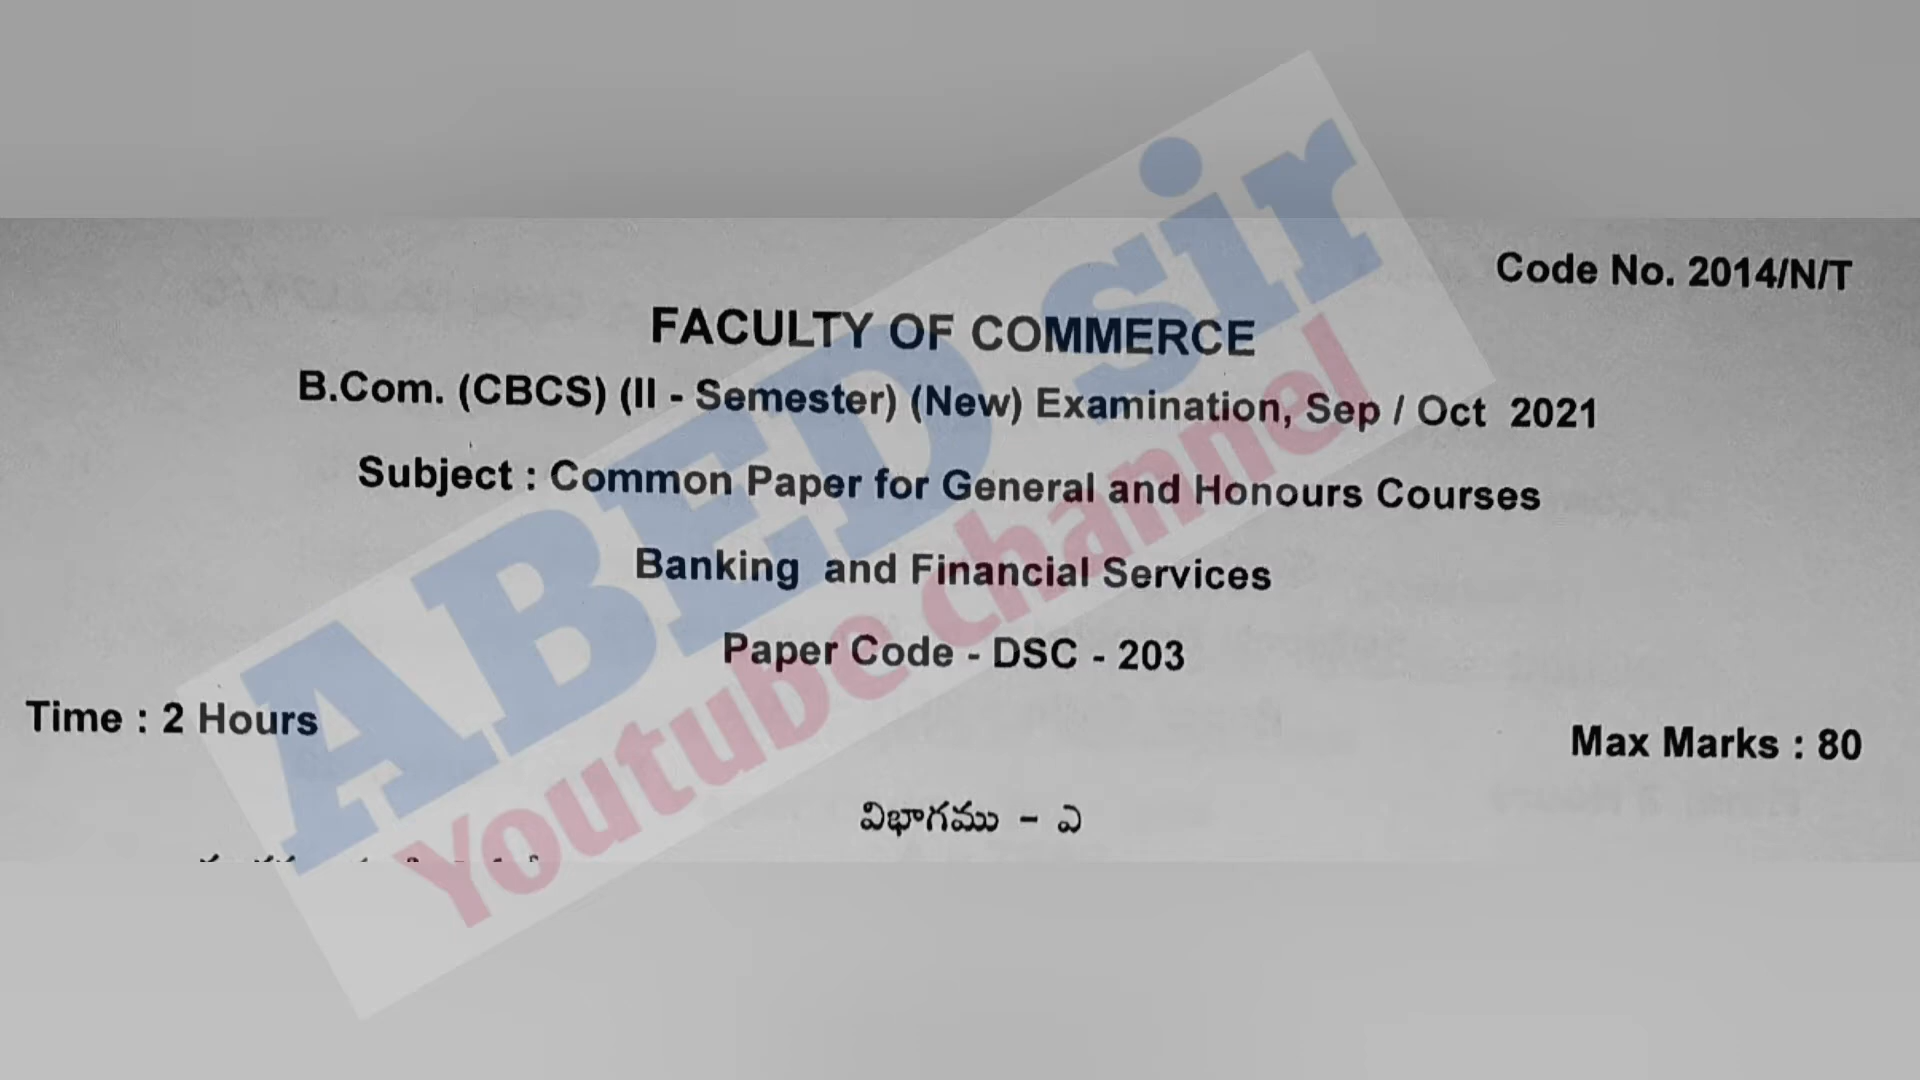 Code No. 2014/N/T
FACULTY OF COMMERCE
B.Com. (CBCS) (II - Semester) (New) Examination, Sep / Oct 2021
Subject : Common Paper for General and Honours Courses
Banking and Financial Services
Paper Code - DSC - 203
Time : 2 Hours
Max Marks : 80
విభాగము - ఎ
ABED sir
Youtube channel